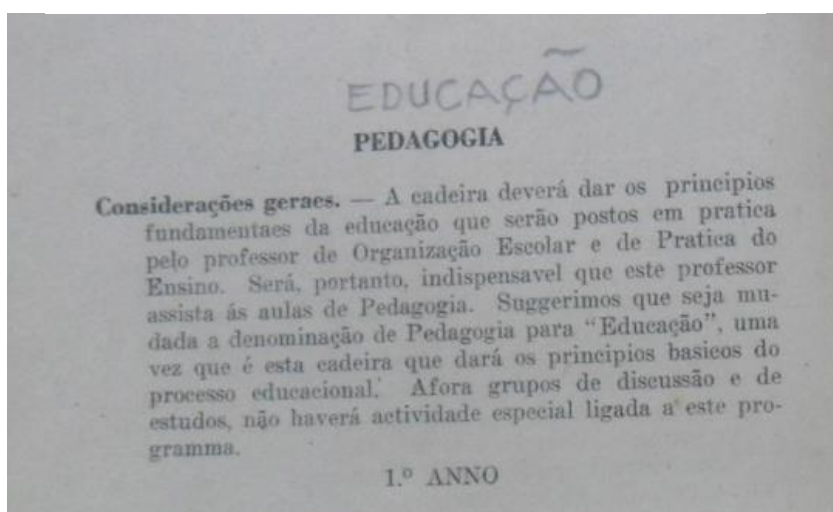 EDUCAÇÃO
PEDAGOGIA
Considerações geraes. — A cadeira deverá dar os principios
fundamentaes da educação que serão postos em pratica
pelo professor de Organização Escolar e de Pratica do
Ensino. Será, portanto, indispensavel que este professor
assista ás aulas de Pedagogia. Suggerimos que seja mu-
dada a denominação de Pedagogia para "Educação", uma
vez que é esta cadeira que dará os principios basicos do
processo educacional. Afora grupos de discussão e de
estudos, não haverá actividade especial ligada a este pro-
gramma.
1.º ANNO